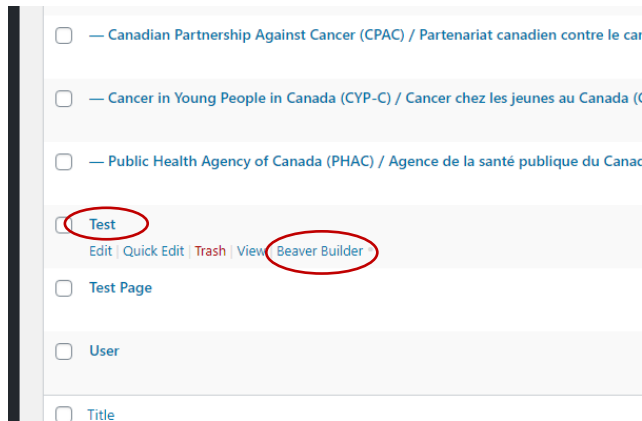 — Canadian Partnership Against Cancer (CPAC) / Partenariat canadien contre le
— Cancer in Young People in Canada (CYP-C) / Cancer chez les jeunes au Canada
— Public Health Agency of Canada (PHAC) / Agence de la santé publique du
Test
Edit | Quick Edit | Trash | View | Beaver Builder
Test Page
User
Title